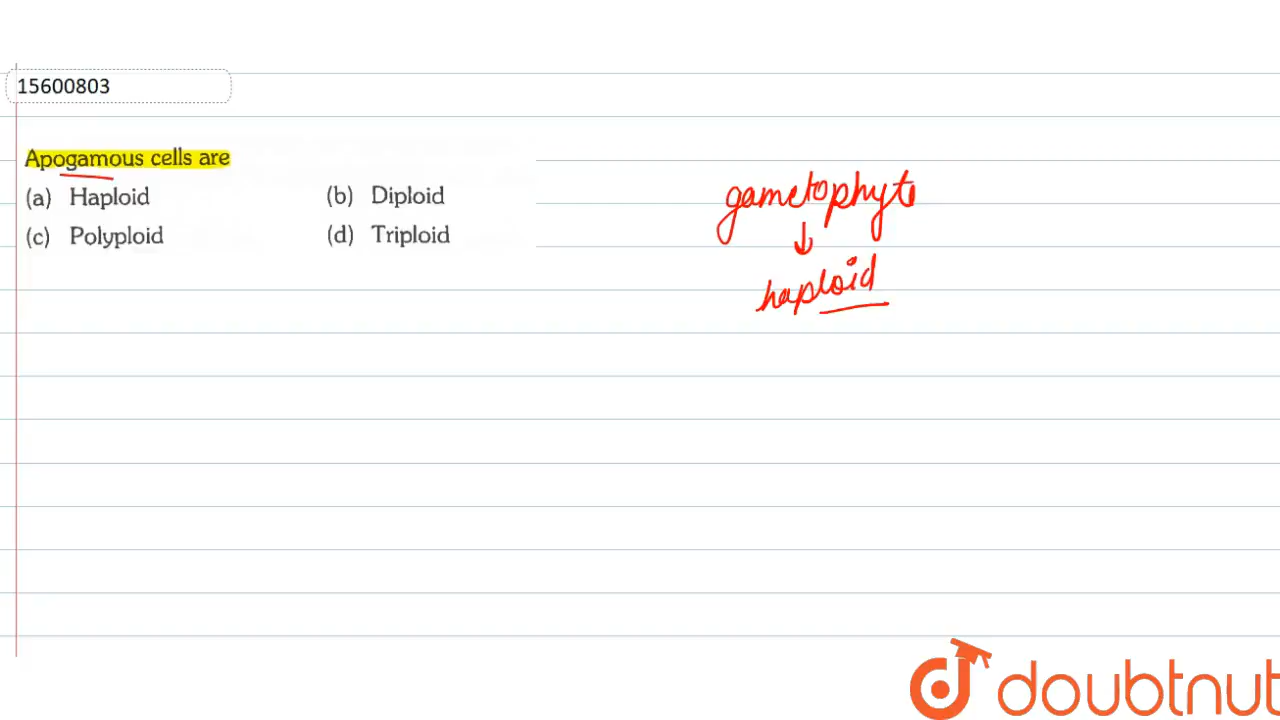 15600803
Apogamous cells are
(a) Haploid (b) Diploid
(c) Polyploid (d) Triploid
gametophyte
↓
haploid
doubtnut